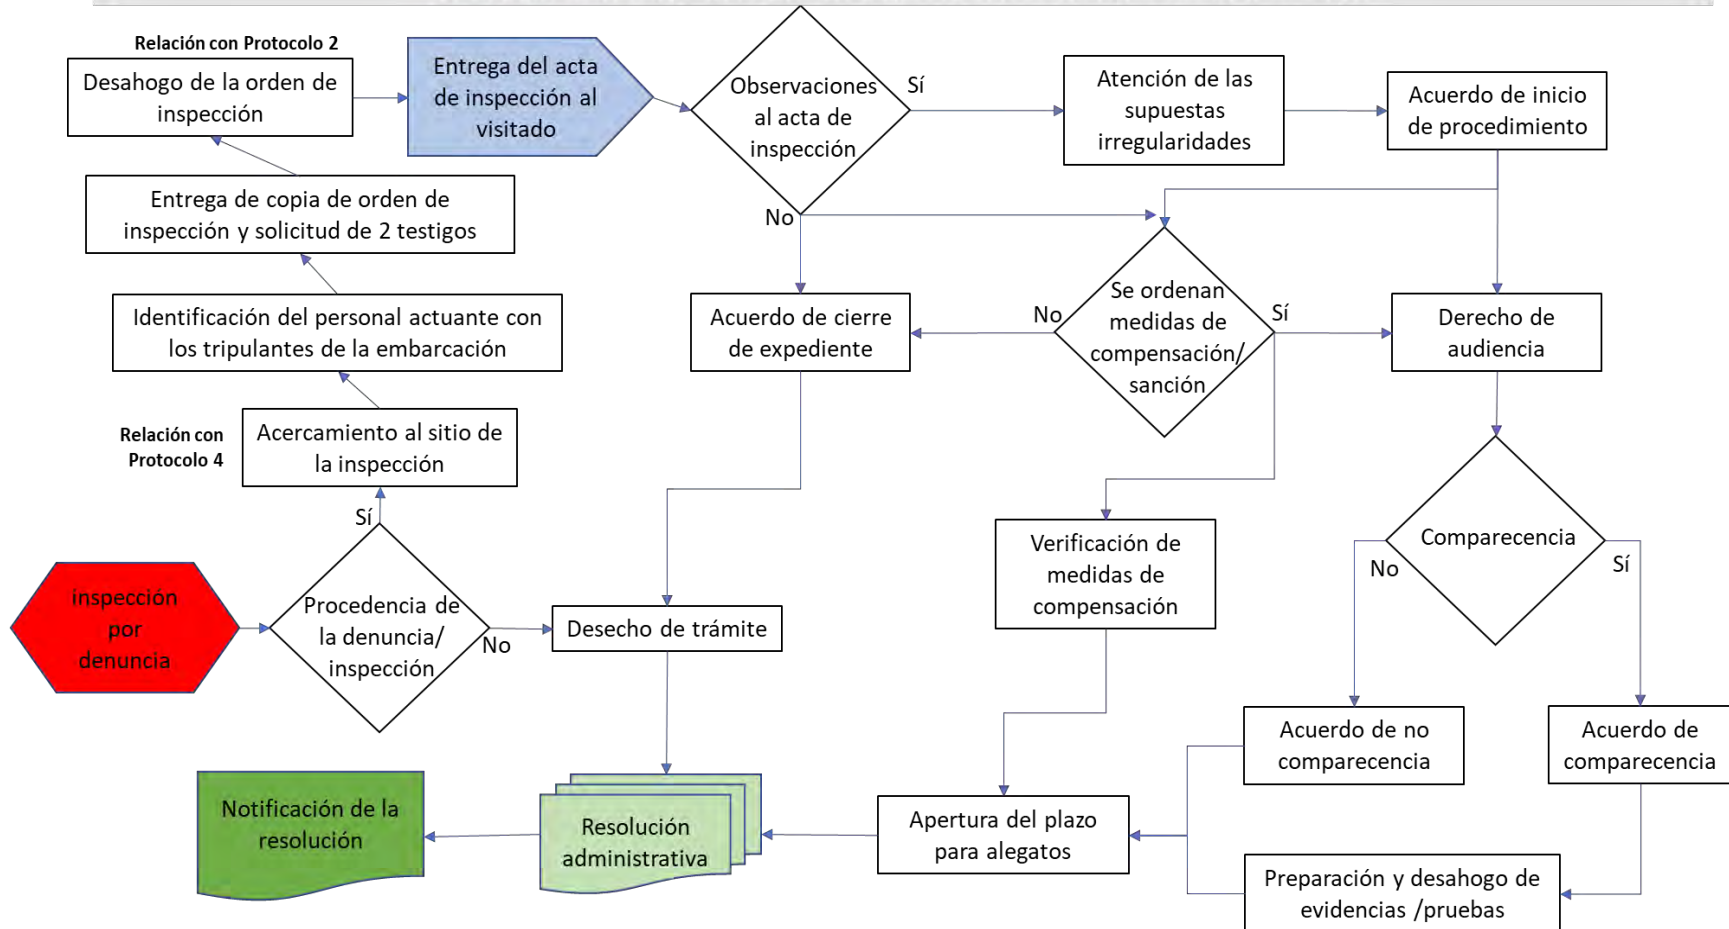 Relación con Protocolo 2
Desahogo de la orden de
inspección
Entrega del acta
de inspección al
visitado
Observaciones
al acta de
inspección
Sí
No
Atención de las
supuestas
irregularidades
Acuerdo de inicio
de procedimiento
Entrega de copia de orden de
inspección y solicitud de 2 testigos
Identificación del personal actuante con
los tripulantes de la embarcación
Acuerdo de cierre
de expediente
No
Se ordenan
medidas de
compensación/
sanción
Sí
Derecho de
audiencia
Relación con
Protocolo 4
Acercamiento al sitio de
la inspección
Sí
inspección
por
denuncia
Procedencia de
la denuncia/
inspección
No
Desecho de trámite
Verificación de
medidas de
compensación
Comparecencia
No
Sí
Acuerdo de no
comparecencia
Acuerdo de
comparecencia
Notificación de la
resolución
Resolución
administrativa
Apertura del plazo
para alegatos
Preparación y desahogo de
evidencias /pruebas